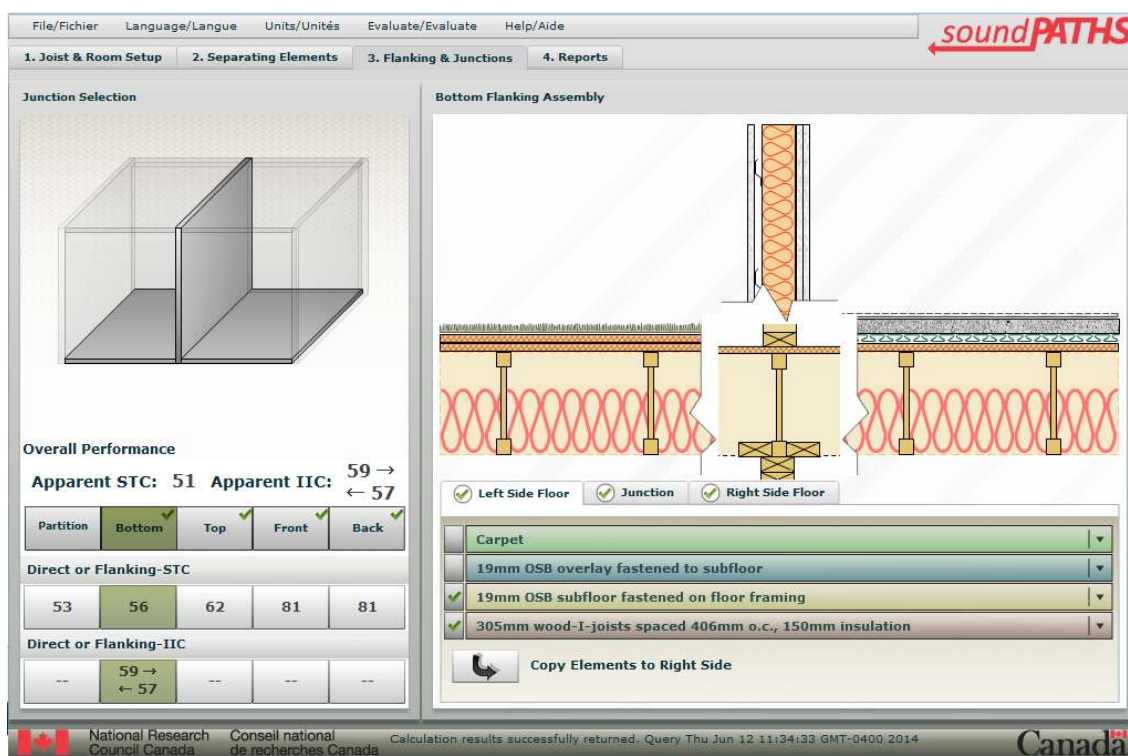 File/Fichier Language/Langue Units/Unités Evaluate/Evaluate Help/Aide
soundPATHS
1. Joist & Room Setup 2. Separating Elements 3. Flanking & Junctions 4. Reports
Junction Selection
Bottom Flanking Assembly
Overall Performance
Apparent STC: 51 Apparent IIC: 59 →
← 57
Partition Bottom Top Front Back
Direct or Flanking-STC
53 56 62 81 81
Direct or Flanking-IIC
-- 59 → -- -- --
← 57
Left Side Floor Junction Right Side Floor
Carpet
19mm OSB overlay fastened to subfloor
19mm OSB subfloor fastened on floor framing
305mm wood-I-joists spaced 406mm o.c., 150mm insulation
Copy Elements to Right Side
National Research Conseil national
Council Canada de recherches Canada
Calculation results successfully returned. Query Thu Jun 12 11:34:33 GMT-0400 2014
Canada